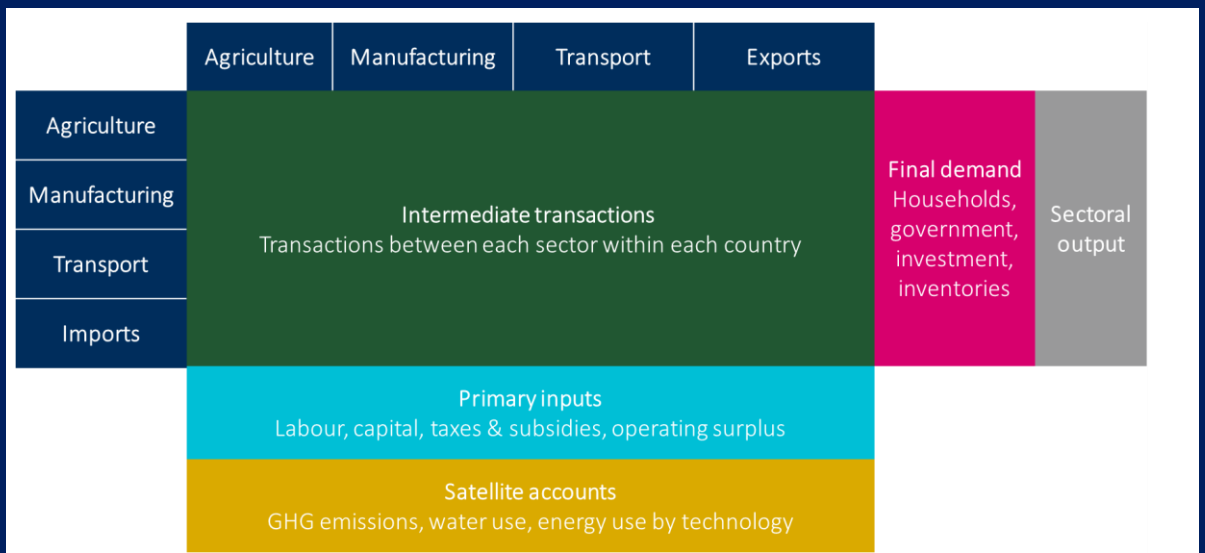 Agriculture
Manufacturing
Transport
Exports
Agriculture
Manufacturing
Transport
Imports
Intermediate transactions
Transactions between each sector within each country
Final demand
Households,
government,
investment,
inventories
Sectoral
output
Primary inputs
Labour, capital, taxes & subsidies, operating surplus
Satellite accounts
GHG emissions, water use, energy use by technology